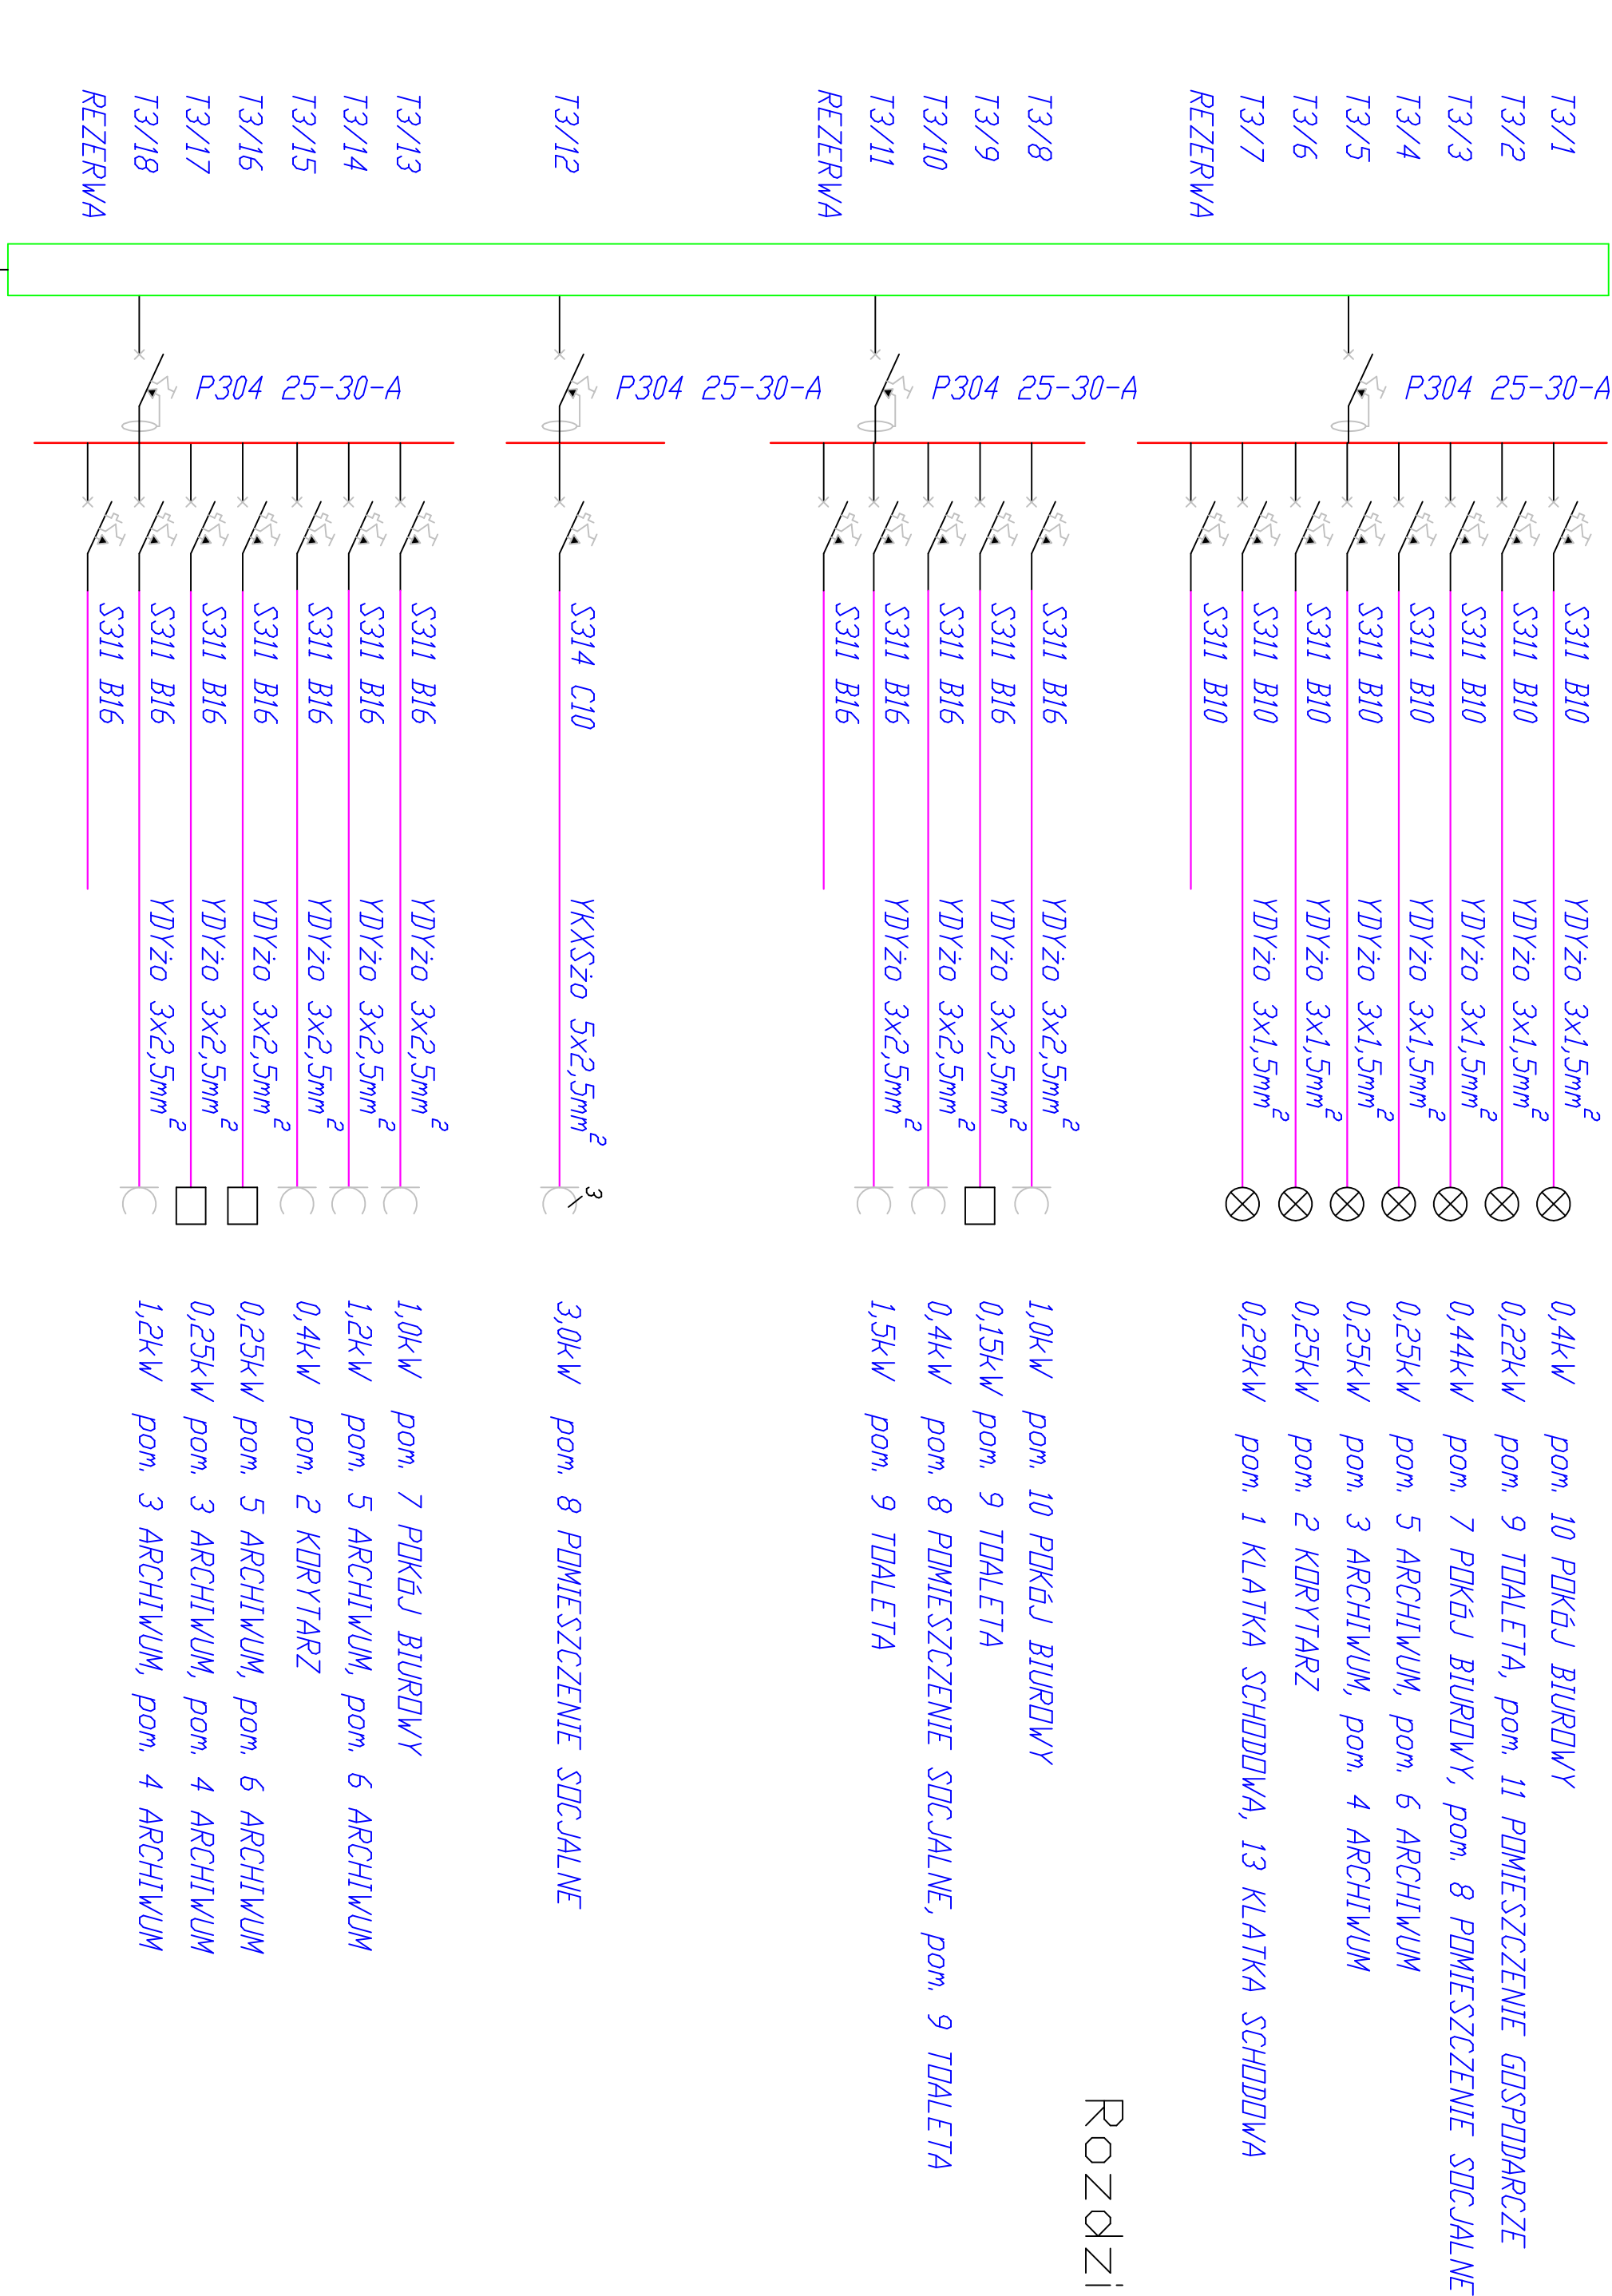 T3/1 S311 B10 YDYżo 3x1,5mm² 0,4kW pom. 10 POKÓJ BIUROWY
T3/2 S311 B10 YDYżo 3x1,5mm² 0,22kW pom. 9 TOALETA, pom. 11 POMIESZCZENIE GOSPODARCZE
T3/3 S311 B10 YDYżo 3x1,5mm² 0,44kW pom. 7 POKÓJ BIUROWY, pom. 8 POMIESZCZENIE SOCJALNE
T3/4 S311 B10 YDYżo 3x1,5mm² 0,25kW pom. 5 ARCHIWUM, pom. 6 ARCHIWUM
P304 25-30-A
T3/5 S311 B10 YDYżo 3x1,5mm² 0,25kW pom. 3 ARCHIWUM, pom. 4 ARCHIWUM
T3/6 S311 B10 YDYżo 3x1,5mm² 0,25kW pom. 2 KORYTARZ
T3/7 S311 B10 YDYżo 3x1,5mm² 0,29kW pom. 1 KLATKA SCHODOWA, 13 KLATKA SCHODOWA
REZERWA S311 B10
Rozdzi
T3/8 S311 B16 YDYżo 3x2,5mm² 1,0kW pom. 10 POKÓJ BIUROWY
P304 25-30-A
T3/9 S311 B16 YDYżo 3x2,5mm² 0,15kW pom. 9 TOALETA
T3/10 S311 B16 YDYżo 3x2,5mm² 0,4kW pom. 8 POMIESZCZENIE SOCJALNE, pom. 9 TOALETA
T3/11 S311 B16 YDYżo 3x2,5mm² 1,5kW pom. 9 TOALETA
REZERWA S311 B16
P304 25-30-A
3
T3/12 S314 C10 YKXSżo 5x2,5mm² 3,0kW pom. 8 POMIESZCZENIE SOCJALNE
T3/13 S311 B16 YDYżo 3x2,5mm² 1,0kW pom. 7 POKÓJ BIUROWY
T3/14 S311 B16 YDYżo 3x2,5mm² 1,2kW pom. 5 ARCHIWUM, pom. 6 ARCHIWUM
P304 25-30-A
T3/15 S311 B16 YDYżo 3x2,5mm² 0,4kW pom. 2 KORYTARZ
T3/16 S311 B16 YDYżo 3x2,5mm² 0,25kW pom. 5 ARCHIWUM, pom. 6 ARCHIWUM
T3/17 S311 B16 YDYżo 3x2,5mm² 0,25kW pom. 3 ARCHIWUM, pom. 4 ARCHIWUM
T3/18 S311 B16 YDYżo 3x2,5mm² 1,2kW pom. 3 ARCHIWUM, pom. 4 ARCHIWUM
REZERWA S311 B16